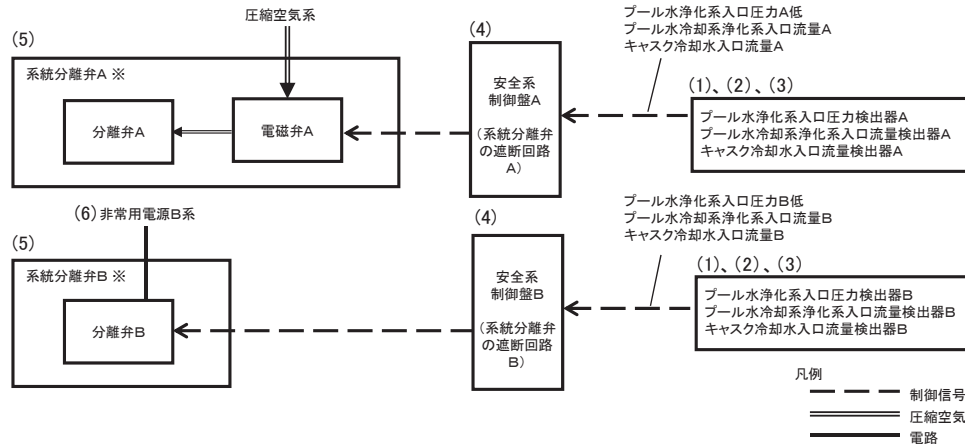 圧縮空気系
(5)
系統分離弁A ※
分離弁A
電磁弁A
(4)
安全系
制御盤A
(系統分離弁
の遮断回路
A)
プール水浄化系入口圧力A低
プール水冷却系浄化系入口流量A
キャスク冷却水入口流量A
(1)、(2)、(3)
プール水浄化系入口圧力検出器A
プール水冷却系浄化系入口流量検出器A
キャスク冷却水入口流量検出器A
(6) 非常用電源B系
(5)
系統分離弁B ※
分離弁B
(4)
安全系
制御盤B
(系統分離弁
の遮断回路
B)
プール水浄化系入口圧力B低
プール水冷却系浄化系入口流量B
キャスク冷却水入口流量B
(1)、(2)、(3)
プール水浄化系入口圧力検出器B
プール水冷却系浄化系入口流量検出器B
キャスク冷却水入口流量検出器B
凡例
制御信号
圧縮空気
電路